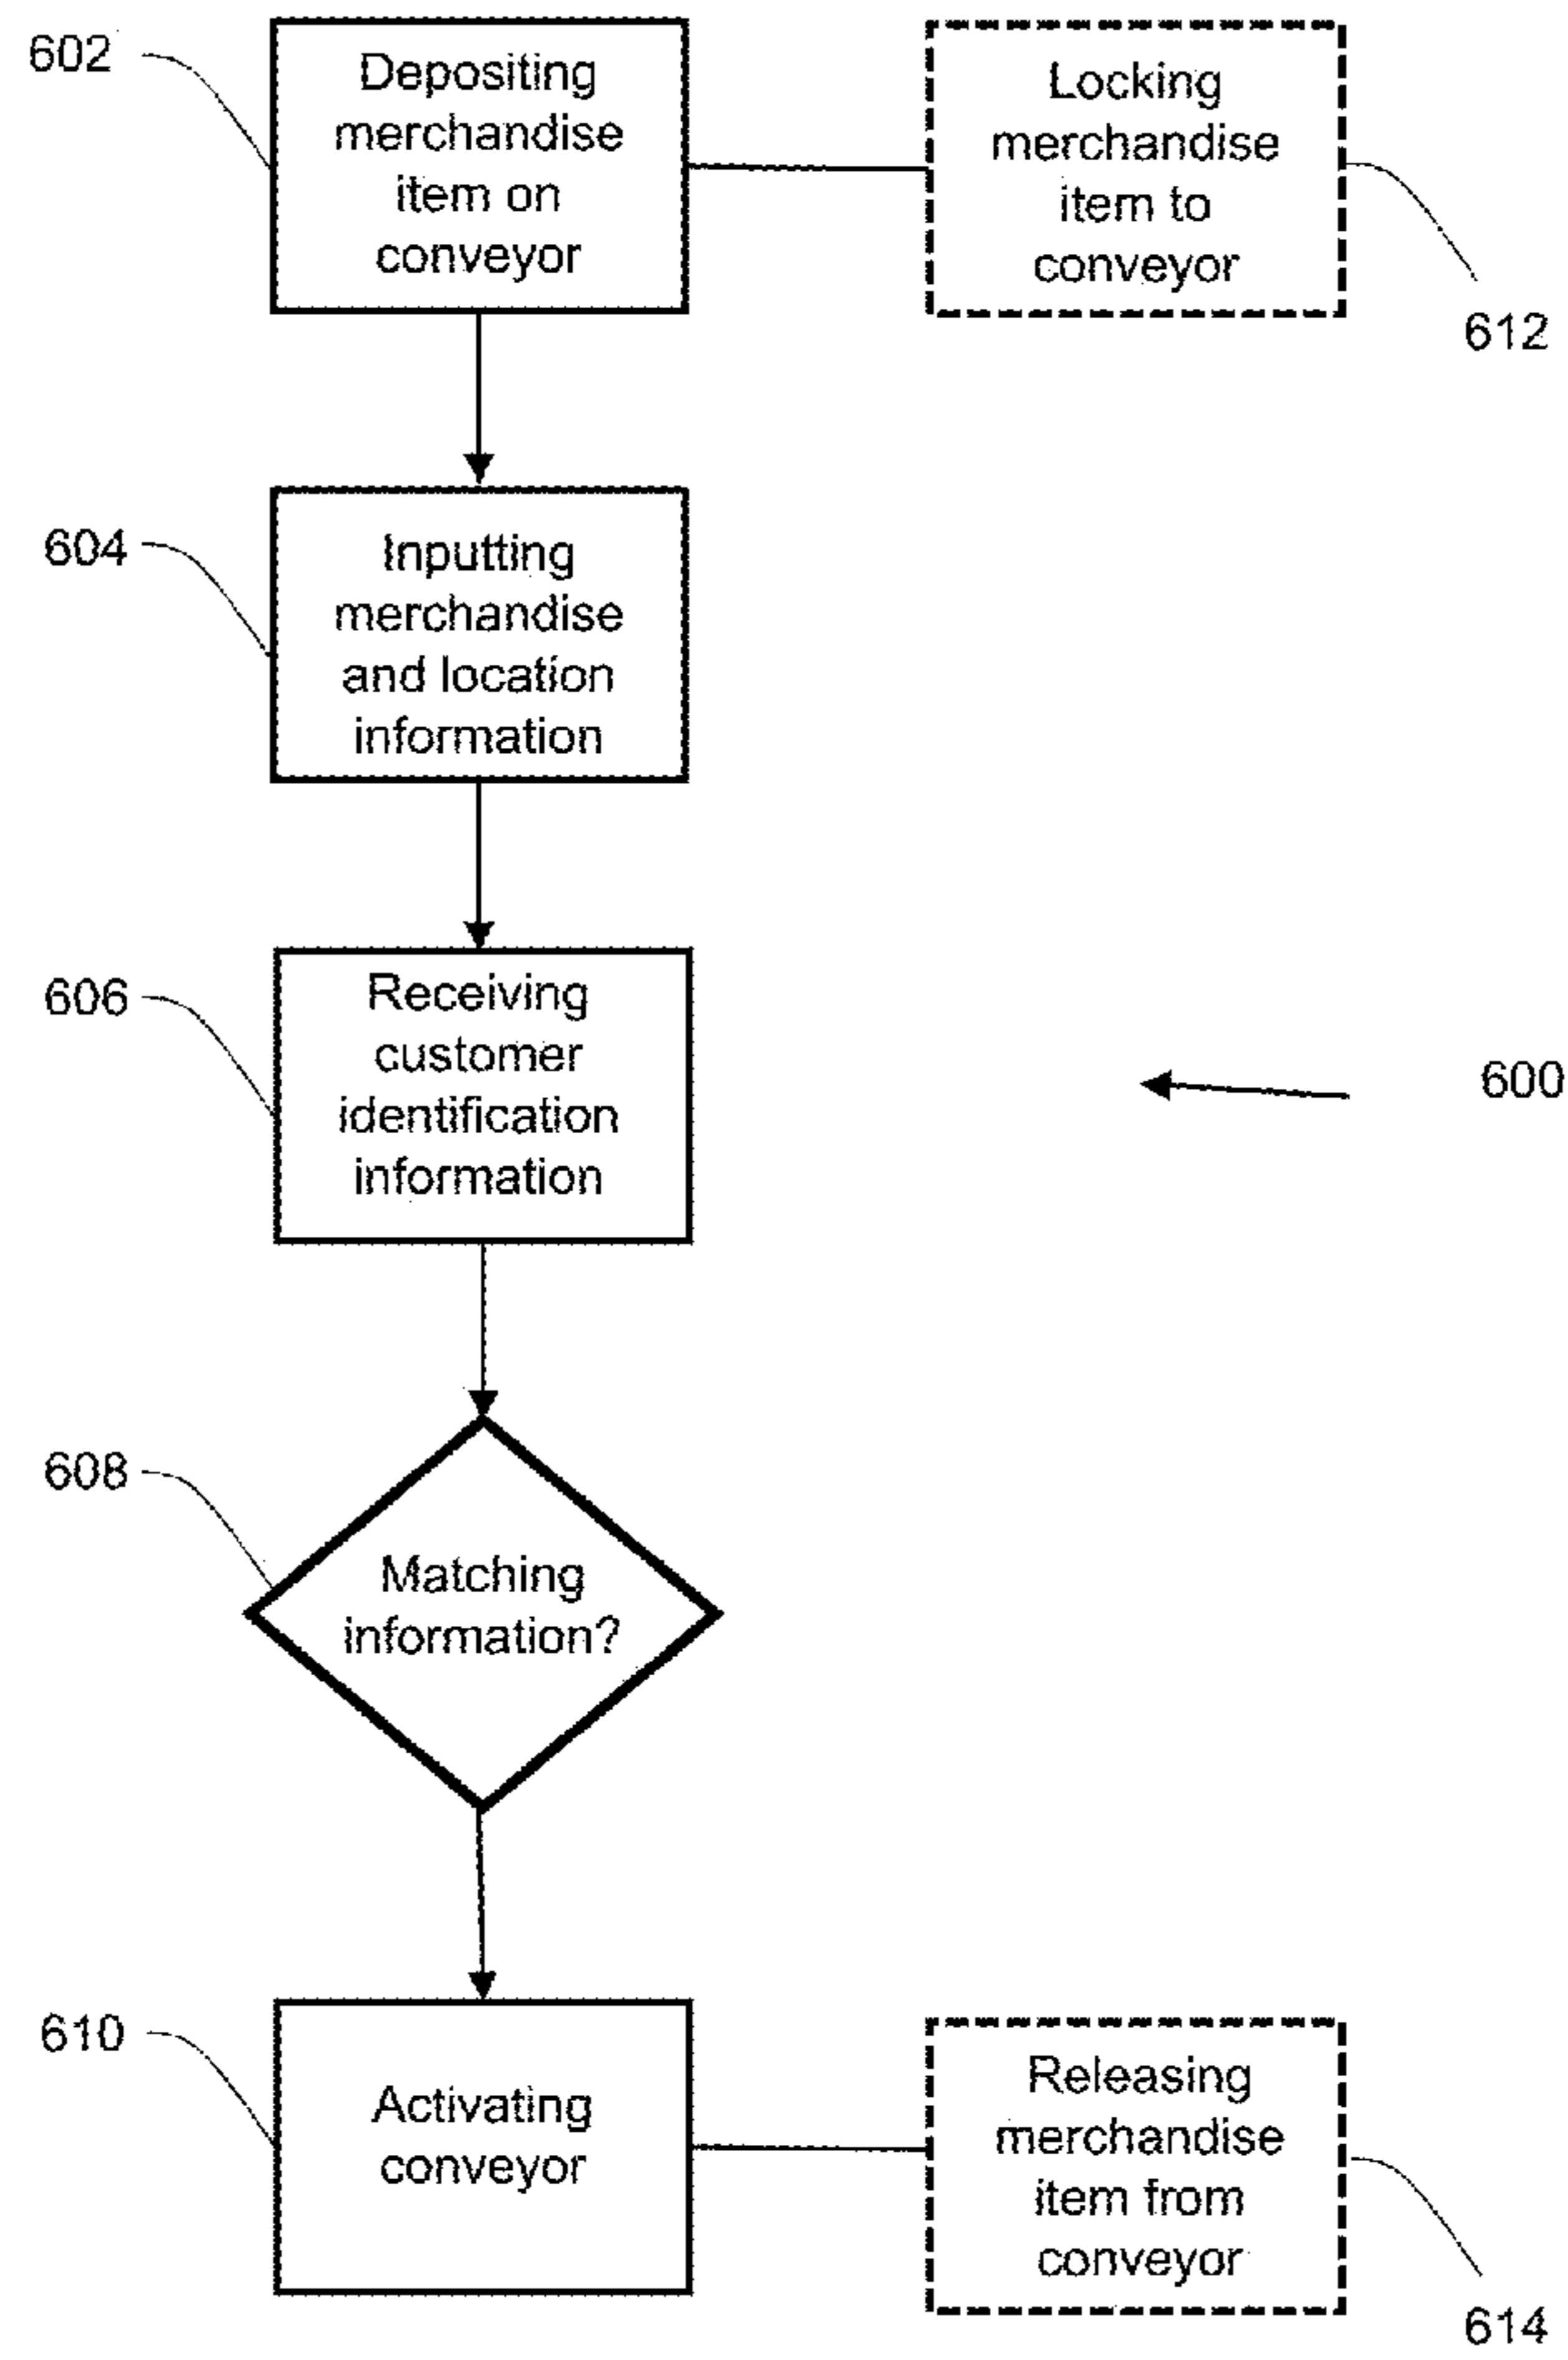 602
Depositing
merchandise
item on
conveyor
Locking
merchandise
item to
conveyor
612
604
Inputting
merchandise
and location
information
606
Receiving
customer
identification
information
600
608
Matching
information?
610
Activating
conveyor
Releasing
merchandise
item from
conveyor
614